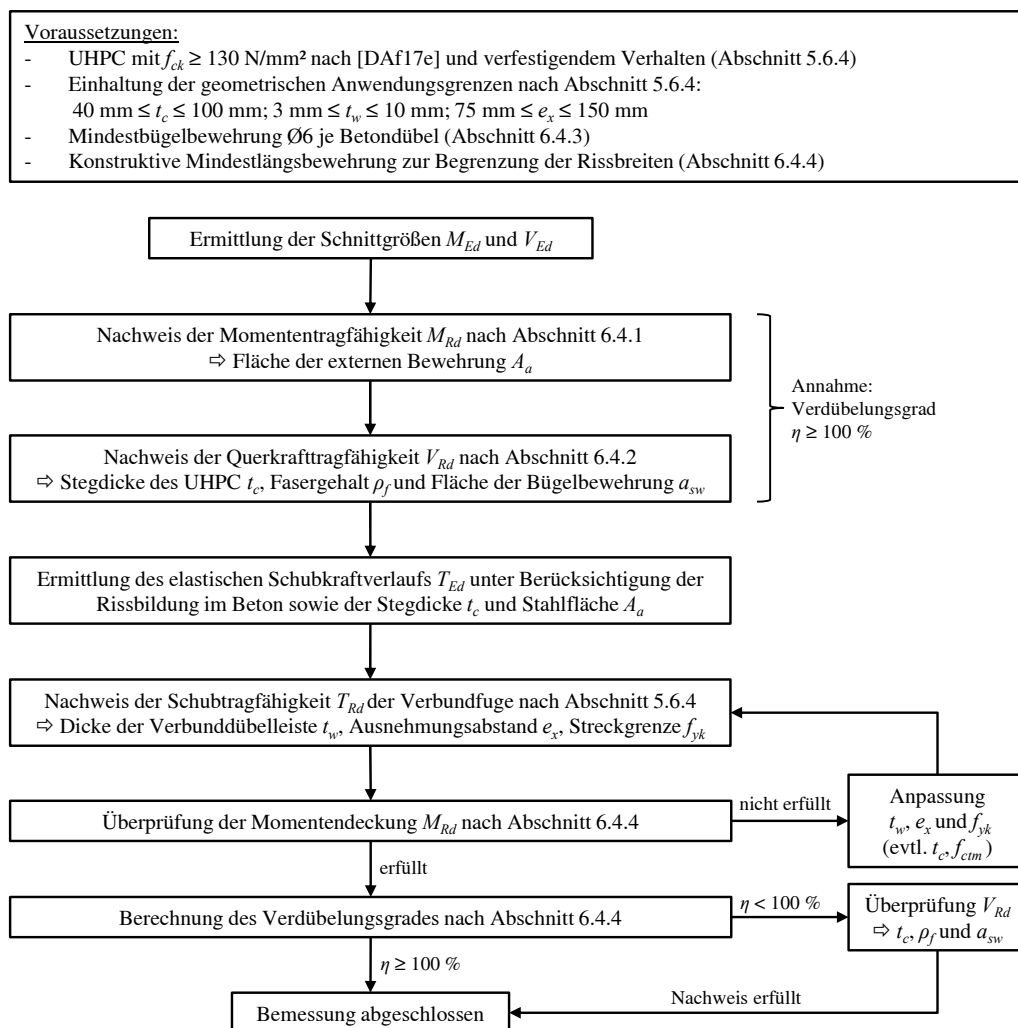 Voraussetzungen:
- UHPC mit f_ck ≥ 130 N/mm² nach [DAf17e] und verfestigendem Verhalten (Abschnitt 5.6.4)
- Einhaltung der geometrischen Anwendungsgrenzen nach Abschnitt 5.6.4:
40 mm ≤ t_c ≤ 100 mm; 3 mm ≤ t_w ≤ 10 mm; 75 mm ≤ e_x ≤ 150 mm
- Mindestbügelbewehrung Ø6 je Betondübel (Abschnitt 6.4.3)
- Konstruktive Mindestlängsbewehrung zur Begrenzung der Rissbreiten (Abschnitt 6.4.4)
Ermittlung der Schnittgrößen M_Ed und V_Ed
Nachweis der Momententragfähigkeit M_Rd nach Abschnitt 6.4.1
⇨ Fläche der externen Bewehrung A_a
Annahme:
Verdübelungsgrad
η ≥ 100 %
Nachweis der Querkrafttragfähigkeit V_Rd nach Abschnitt 6.4.2
⇨ Stegdicke des UHPC t_c, Fasergehalt ρ_f und Fläche der Bügelbewehrung a_sw
Ermittlung des elastischen Schubkraftverlaufs T_Ed unter Berücksichtigung der
Rissbildung im Beton sowie der Stegdicke t_c und Stahlfläche A_a
Nachweis der Schubtragfähigkeit T_Rd der Verbundfuge nach Abschnitt 5.6.4
⇨ Dicke der Verbunddübelleiste t_w, Ausnehmungsabstand e_x, Streckgrenze f_yk
Überprüfung der Momentendeckung M_Rd nach Abschnitt 6.4.4
nicht erfüllt
Anpassung
t_w, e_x und f_yk
(evtl. t_c, f_ctm)
erfüllt
Berechnung des Verdübelungsgrades nach Abschnitt 6.4.4
η < 100 %
Überprüfung V_Rd
⇨ t_c, ρ_f und a_sw
η ≥ 100 %
Nachweis erfüllt
Bemessung abgeschlossen